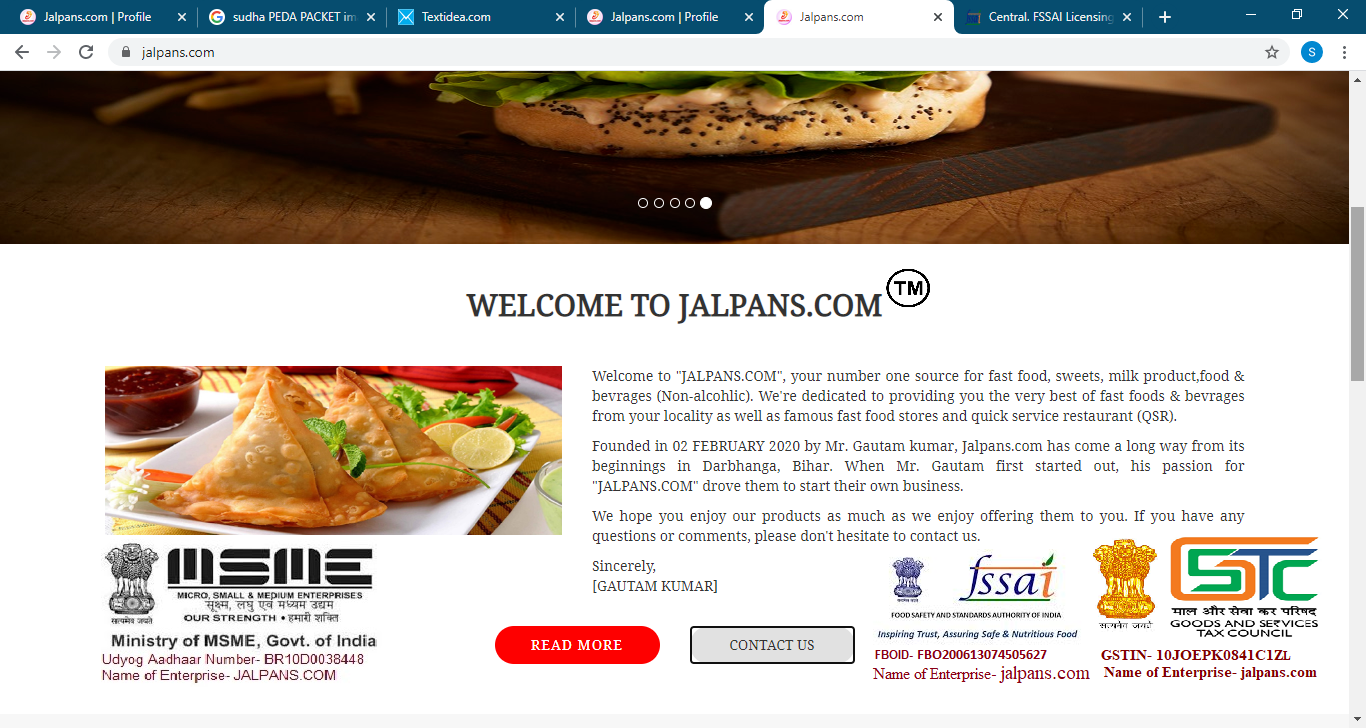 Jalpans.com | Profile
sudha PEDA PACKET im
Textidea.com
Jalpans.com | Profile
Jalpans.com
Central. FSSAI Licensing
jalpans.com
S
WELCOME TO JALPANS.COM TM
Welcome to "JALPANS.COM", your number one source for fast food, sweets, milk product,food &
bevrages (Non-alcohlic). We're dedicated to providing you the very best of fast foods & bevrages
from your locality as well as famous fast food stores and quick service restaurant (QSR).
Founded in 02 FEBRUARY 2020 by Mr. Gautam kumar, Jalpans.com has come a long way from its
beginnings in Darbhanga, Bihar. When Mr. Gautam first started out, his passion for
"JALPANS.COM" drove them to start their own business.
We hope you enjoy our products as much as we enjoy offering them to you. If you have any
questions or comments, please don't hesitate to contact us.
Sincerely,
[GAUTAM KUMAR]
READ MORE
CONTACT US
सत्यमेव जयते
MSME
MICRO, SMALL & MEDIUM ENTERPRISES
सूक्ष्म, लघु एवं मध्यम उद्यम
OUR STRENGTH • हमारी शक्ति
Ministry of MSME, Govt. of India
Udyog Aadhaar Number- BR10D0038448
Name of Enterprise- JALPANS.COM
fssai
FOOD SAFETY AND STANDARDS AUTHORITY OF INDIA
Inspiring Trust, Assuring Safe & Nutritious Food
FBOID- FBO200613074505627
Name of Enterprise- jalpans.com
सत्यमेव जयते
GSTC
माल और सेवा कर परिषद
GOODS AND SERVICES
TAX COUNCIL
GSTIN- 10JOEPK0841C1ZL
Name of Enterprise- jalpans.com